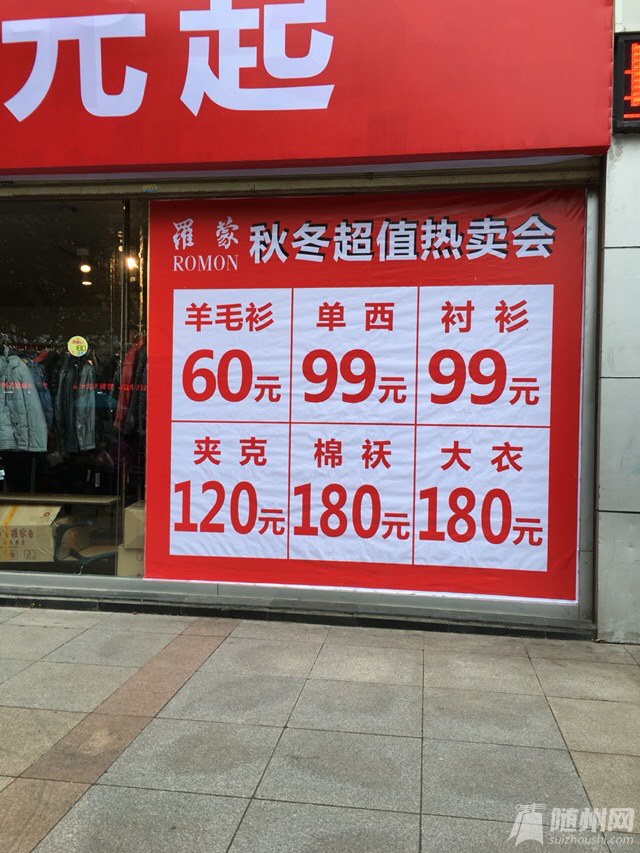 元起
羅蒙
ROMON
秋冬超值热卖会
羊毛衫 单西 衬衫
60元 99元 99元
夹克 棉袄 大衣
120元 180元 180元
随州网
suizhoushi.com